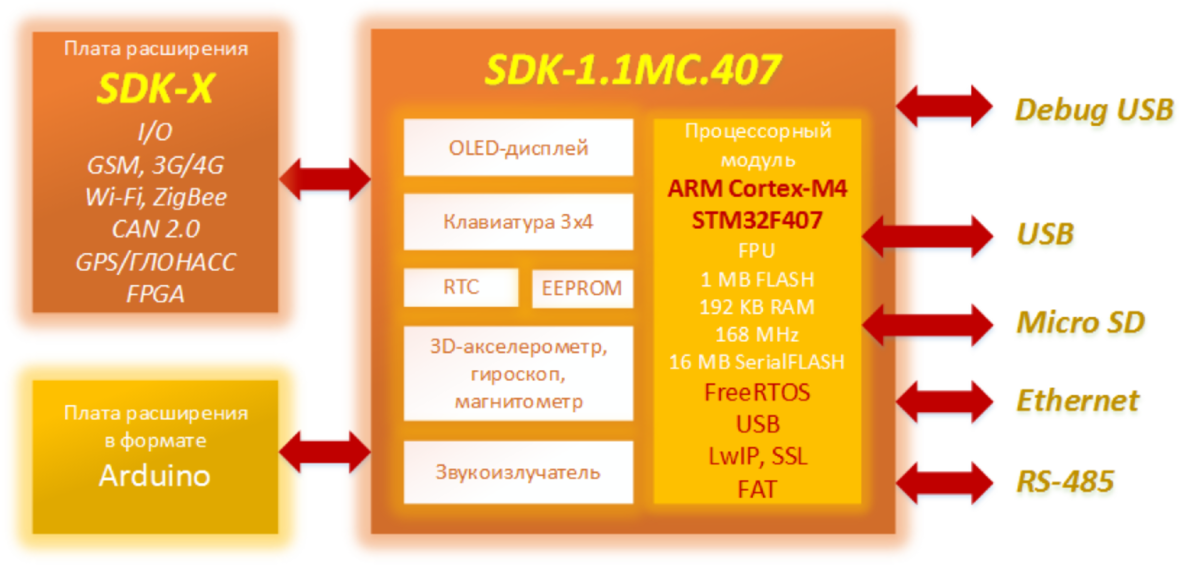 Плата расширения
SDK-X
I/O
GSM, 3G/4G
Wi-Fi, ZigBee
CAN 2.0
GPS/ГЛОНАСС
FPGA
Плата расширения
в формате
Arduino
SDK-1.1MC.407
OLED-дисплей
Клавиатура 3x4
RTC
EEPROM
3D-акселерометр,
гироскоп,
магнитометр
Звукоизлучатель
Процессорный
модуль
ARM Cortex-M4
STM32F407
FPU
1 MB FLASH
192 KB RAM
168 MHz
16 MB SerialFLASH
FreeRTOS
USB
LwIP, SSL
FAT
Debug USB
USB
Micro SD
Ethernet
RS-485